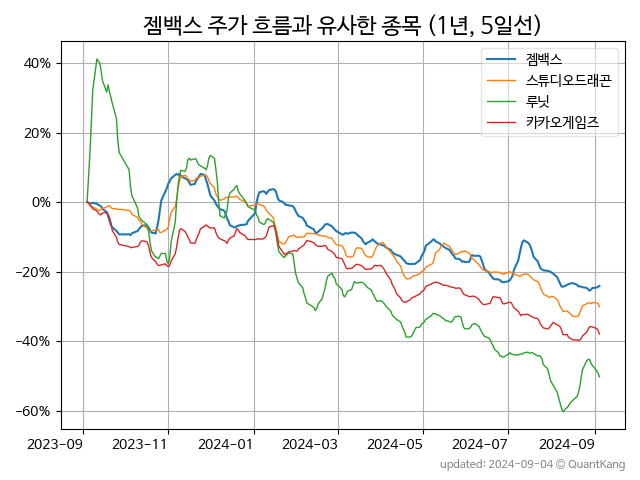 젬백스 주가 흐름과 유사한 종목 (1년, 5일선)
젬백스
스튜디오드래곤
루닛
카카오게임즈
40%
20%
0%
−20%
−40%
−60%
2023-09
2023-11
2024-01
2024-03
2024-05
2024-07
2024-09
updated: 2024-09-04 © QuantKang